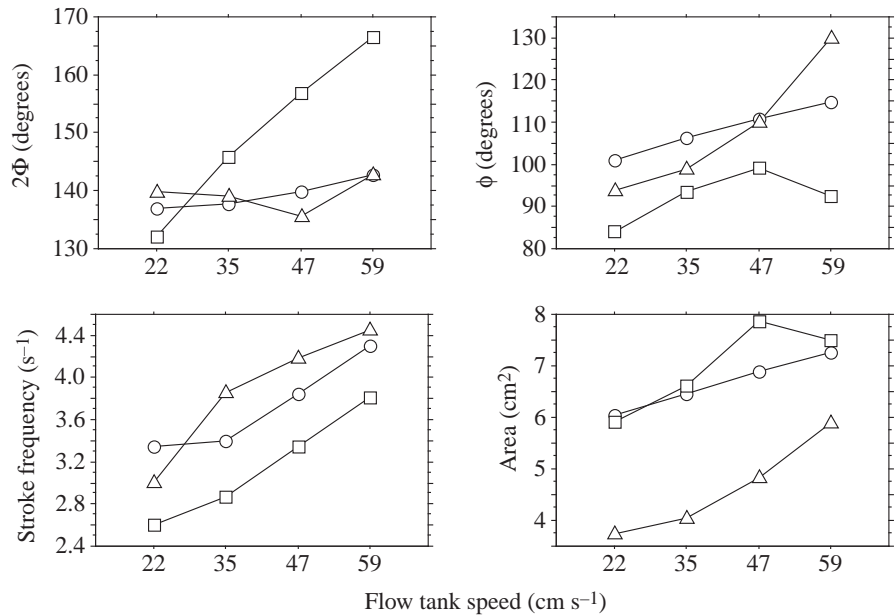 170
160
150
140
130
2Φ (degrees)
22 35 47 59
130
120
110
100
90
80
ϕ (degrees)
22 35 47 59
4.4
4.0
3.6
3.2
2.8
2.4
Stroke frequency (s–1)
22 35 47 59
8
7
6
5
4
Area (cm2)
22 35 47 59
Flow tank speed (cm s–1)